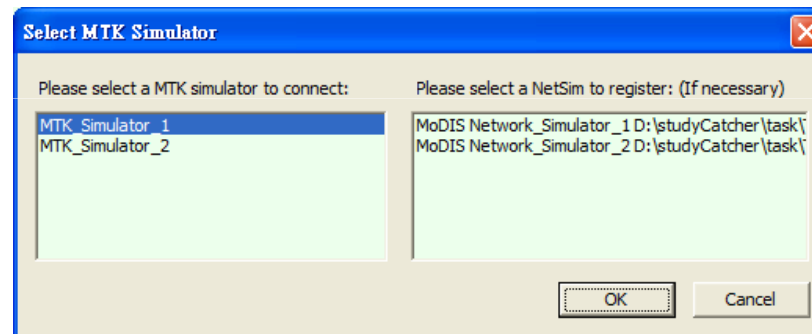 Select MTK Simulator
Please select a MTK simulator to connect:
Please select a NetSim to register: (If necessary)
MTK_Simulator_1
MTK_Simulator_2
MoDIS Network_Simulator_1 D:\studyCatcher\task\
MoDIS Network_Simulator_2 D:\studyCatcher\task\
OK
Cancel